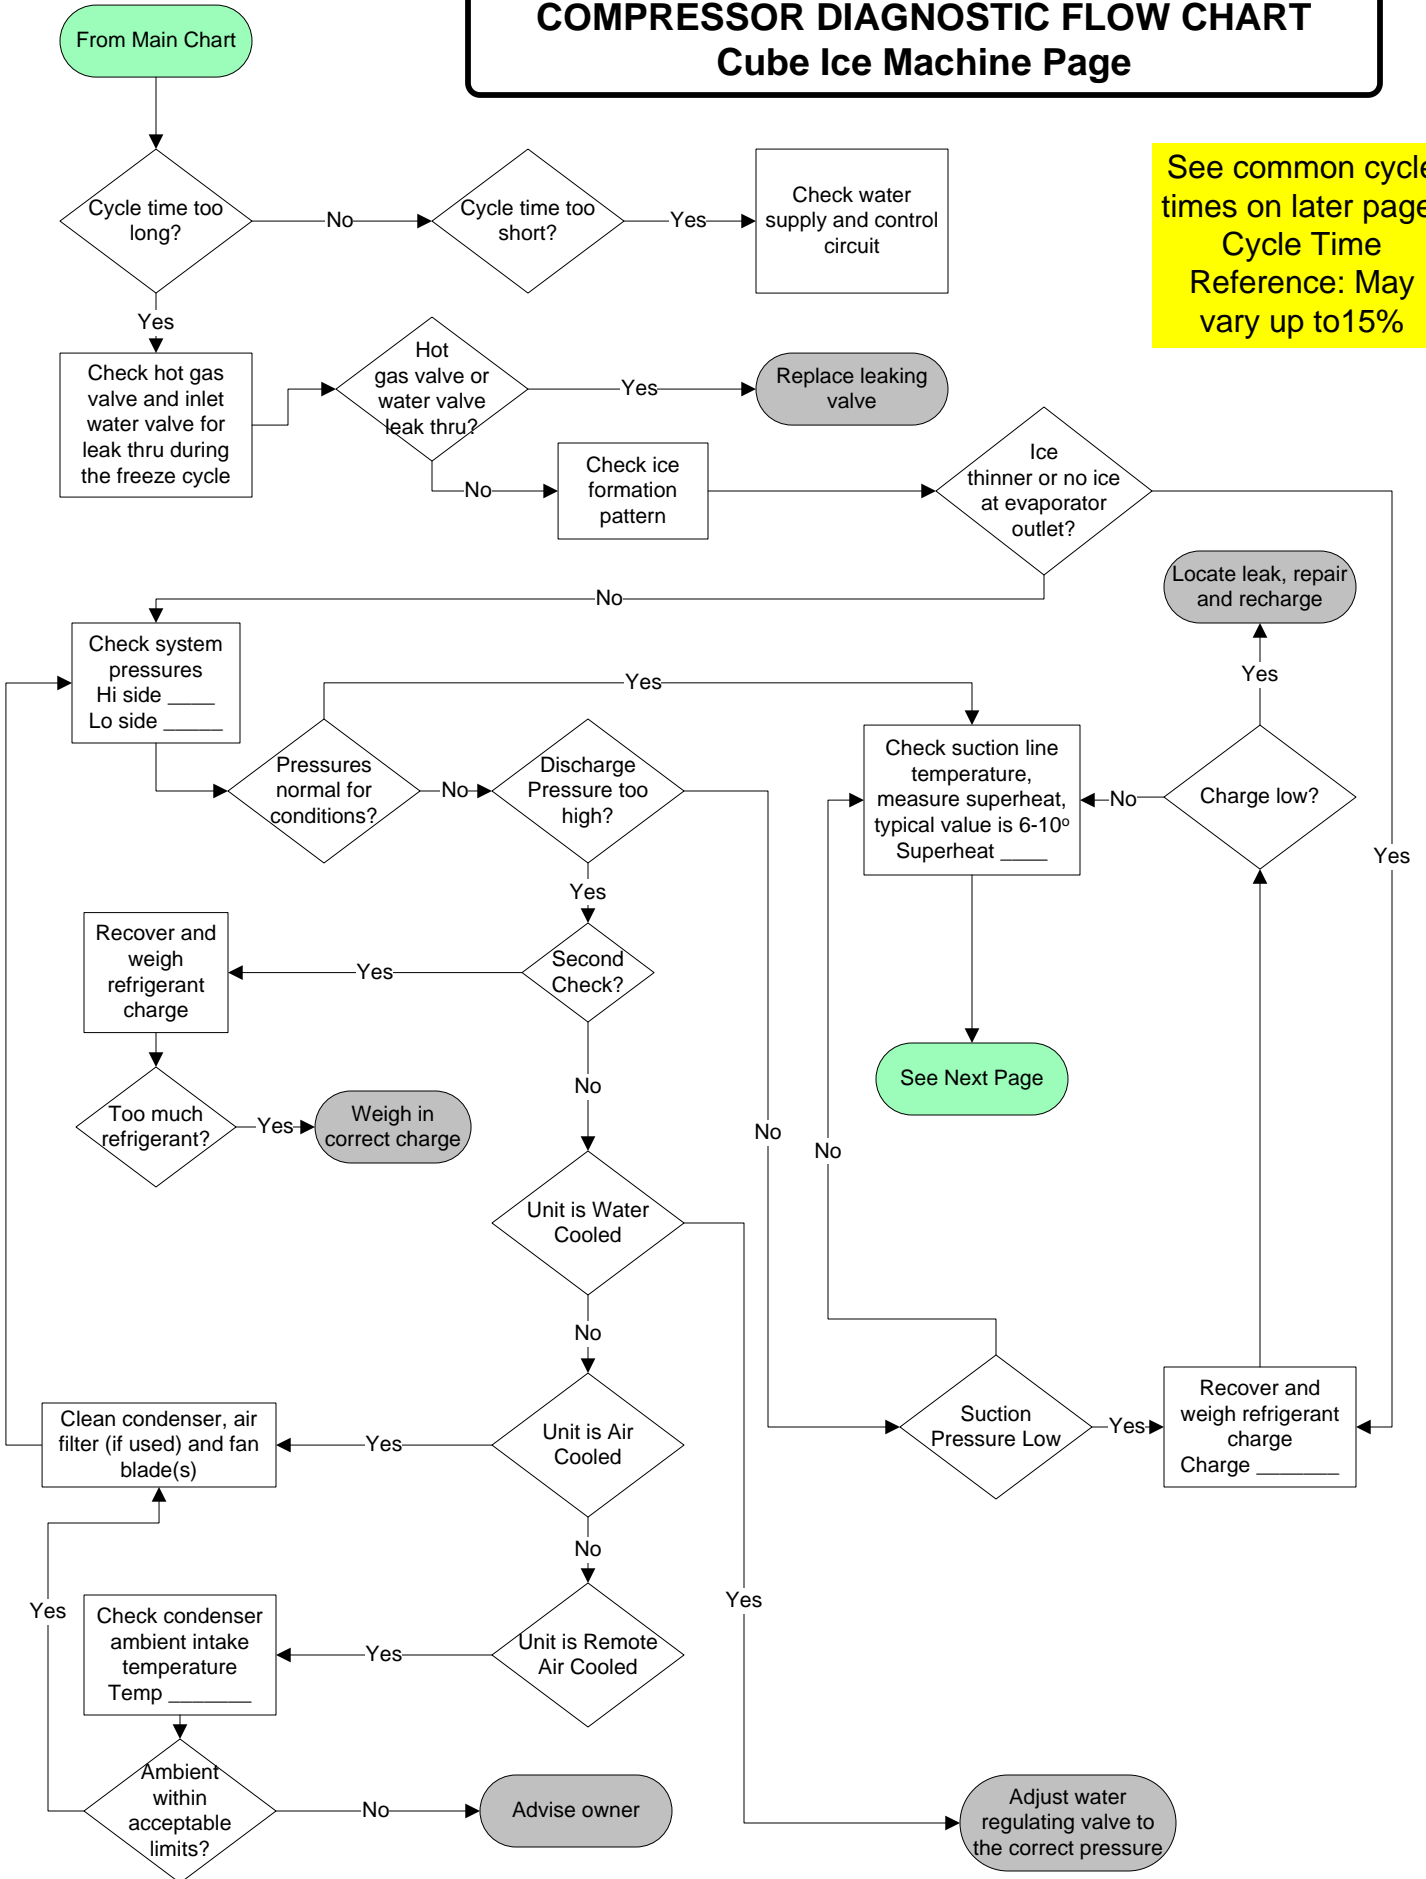 COMPRESSOR DIAGNOSTIC FLOW CHART
Cube Ice Machine Page
From Main Chart
See common cycle
times on later page
Cycle Time
Reference: May
vary up to15%
Cycle time too
long?
No
Cycle time too
short?
Yes
Check water
supply and control
circuit
Yes
Check hot gas
valve and inlet
water valve for
leak thru during
the freeze cycle
Hot
gas valve or
water valve
leak thru?
Yes
Replace leaking
valve
No
Check ice
formation
pattern
Ice
thinner or no ice
at evaporator
outlet?
No
Locate leak, repair
and recharge
Check system
pressures
Hi side ____
Lo side _____
Yes
Yes
Pressures
normal for
conditions?
No
Discharge
Pressure too
high?
Check suction line
temperature,
measure superheat,
typical value is 6-10º
Superheat ____
No
Charge low?
Yes
Yes
Recover and
weigh
refrigerant
charge
Yes
Second
Check?
No
See Next Page
Too much
refrigerant?
Yes
Weigh in
correct charge
No
No
Unit is Water
Cooled
No
Clean condenser, air
filter (if used) and fan
blade(s)
Yes
Unit is Air
Cooled
Suction
Pressure Low
Yes
Recover and
weigh refrigerant
charge
Charge _______
No
Yes
Yes
Check condenser
ambient intake
temperature
Temp _______
Yes
Unit is Remote
Air Cooled
Ambient
within
acceptable
limits?
No
Advise owner
Adjust water
regulating valve to
the correct pressure